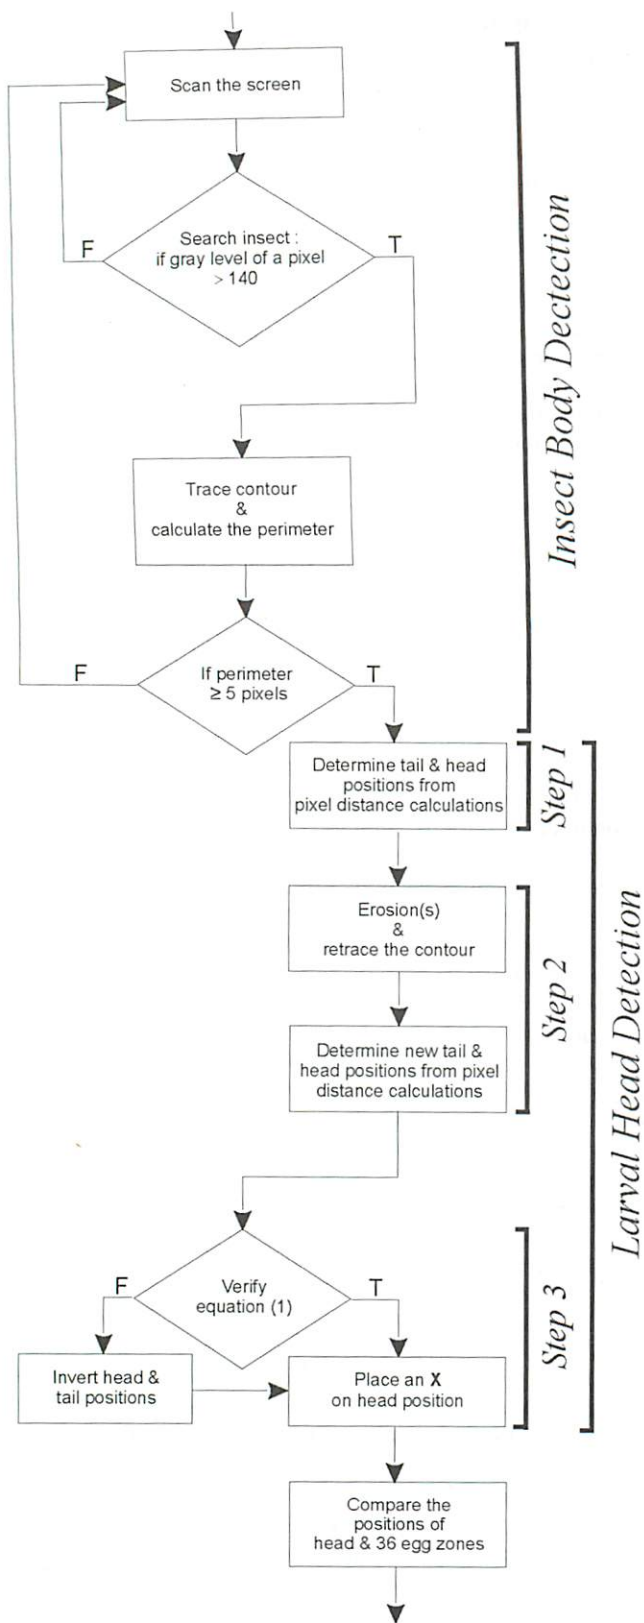 Scan the screen
Search insect :
if gray level of a pixel
> 140
F
T
Trace contour
&
calculate the perimeter
If perimeter
≥ 5 pixels
F
T
Insect Body Dectection
Determine tail & head
positions from
pixel distance calculations
Step 1
Erosion(s)
&
retrace the contour
Determine new tail &
head positions from pixel
distance calculations
Step 2
Verify
equation (1)
F
T
Invert head &
tail positions
Place an X
on head position
Step 3
Larval Head Detection
Compare the
positions of
head & 36 egg zones